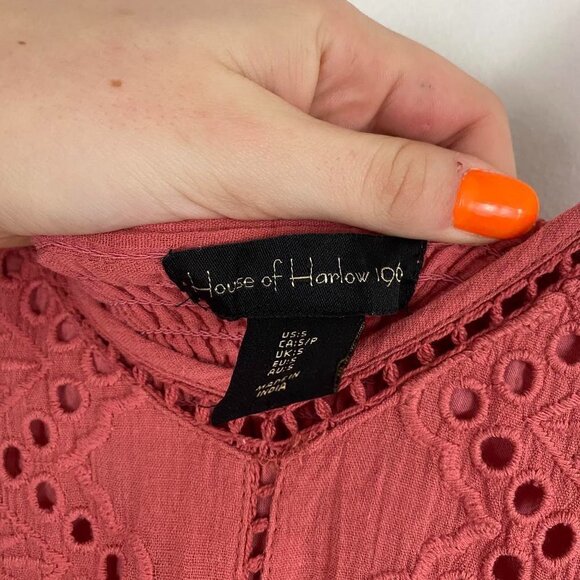 House of Harlow 196
US:S
CA:S/P
UK:S
EU:S
AU:S
MADE IN
INDIA